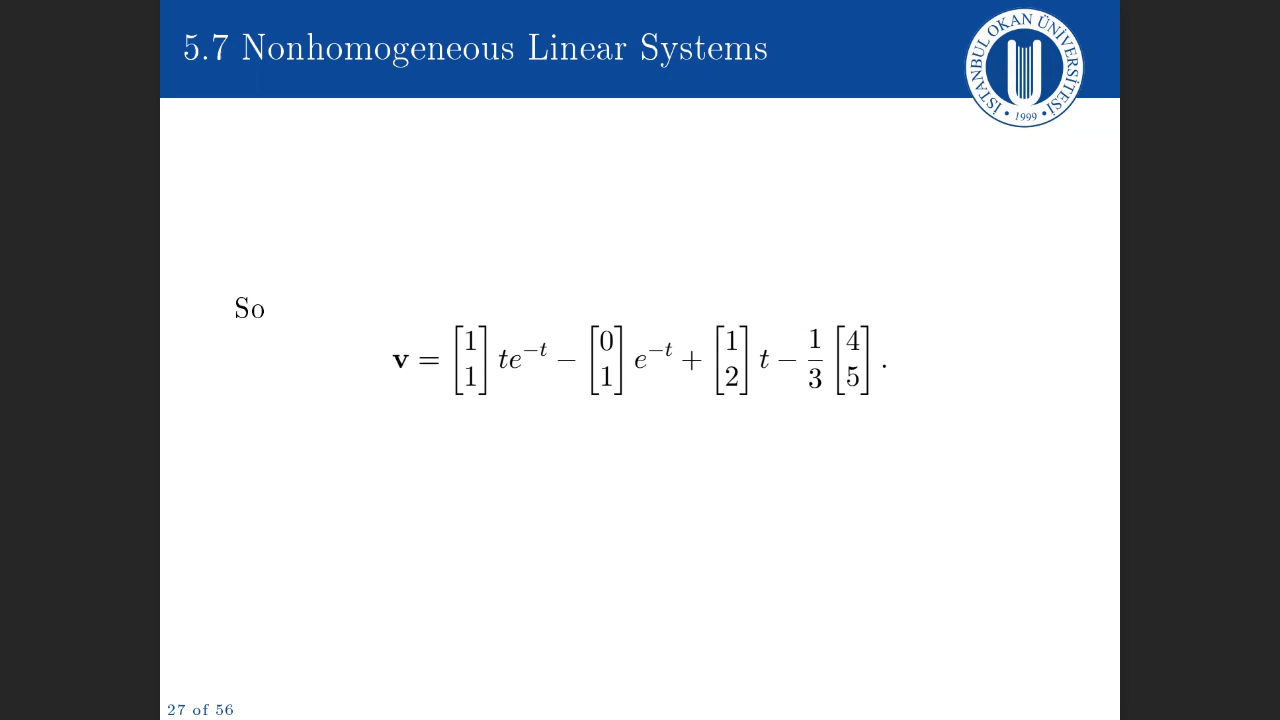 5.7 Nonhomogeneous Linear Systems
İSTANBUL OKAN ÜNİVERSİTESİ
• 1999 •
So
v = [1 1] te^{-t} − [0 1] e^{-t} + [1 2] t − 1/3 [4 5] .
27 of 56